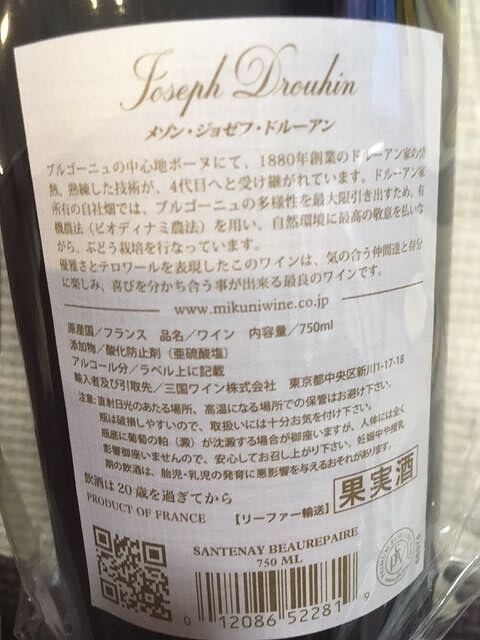 Joseph Drouhin
メゾン・ジョゼフ・ドルーアン
ブルゴーニュの中心地ボーヌにて、1880年創業のドルーアン家の情
熱、熟練した技術が、4代目へと受け継がれています。ドルーアン家
所有の自社畑では、ブルゴーニュの多様性を最大限引き出すため、有
機農法(ビオディナミ農法)を用い、自然環境に最高の敬意を払いな
がら、ぶどう栽培を行なっています。
優雅さとテロワールを表現したこのワインは、気の合う仲間達と存分
に楽しみ、喜びを分かち合う事が出来る最良のワインです。
www.mikuniwine.co.jp
原産国/フランス 品名/ワイン 内容量/750ml
添加物/酸化防止剤(亜硫酸塩)
アルコール分/ラベル上に記載
輸入者及び引取先/三国ワイン株式会社 東京都中央区新川1-17-18
注意:直射日光のあたる場所、高温になる場所での保管はお避け下さい。
瓶は破損しやすいので、取扱いには十分お気を付け下さい。
瓶底に葡萄の粕(澱)が沈澱する場合が御座いますが、人体には全く
影響御座いませんので、安心してお召し上がり下さい。妊娠中や授乳
期の飲酒は、胎児・乳児の発育に悪影響を与えるおそれがあります。
飲酒は20歳を過ぎてから
PRODUCT OF FRANCE 【リーファー輸送】 果実酒
SANTENAY BEAUREPAIRE
750 ML
0 12086 52281 9